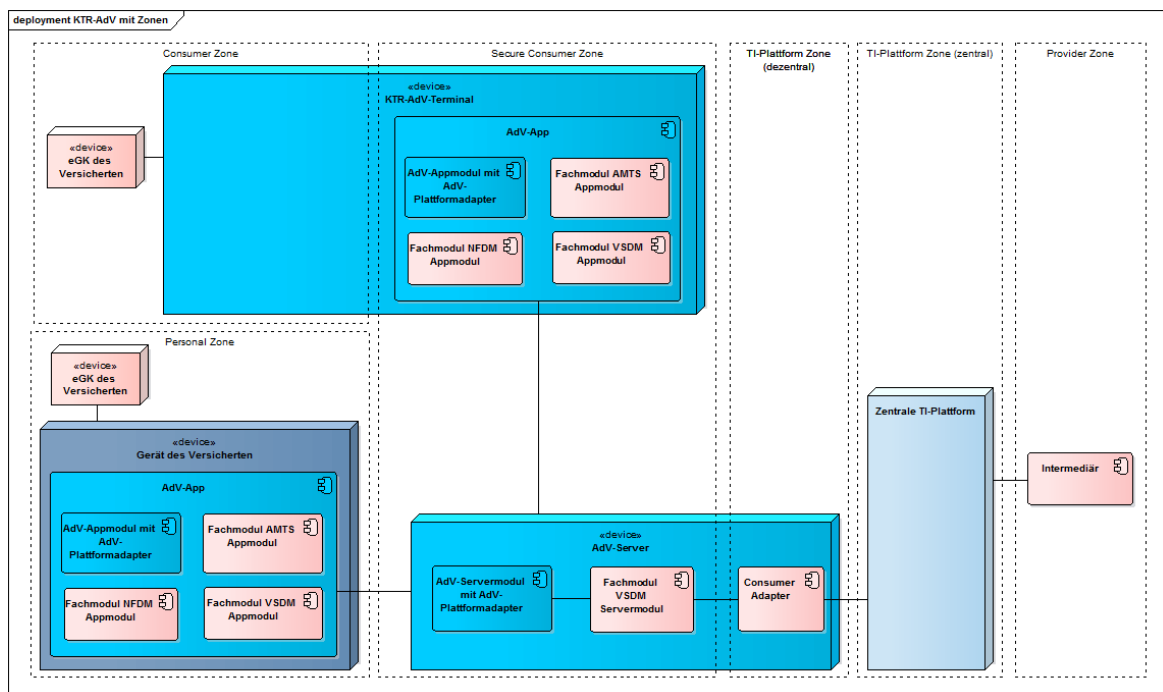 deployment KTR-AdV mit Zonen
Consumer Zone
Secure Consumer Zone
TI-Plattform Zone
(dezentral)
TI-Plattform Zone (zentral)
Provider Zone
«device»
KTR-AdV-Terminal
«device»
eGK des
Versicherten
AdV-App
AdV-Appmodul mit
AdV-
Plattformadapter
Fachmodul AMTS
Appmodul
Fachmodul NFDM
Appmodul
Fachmodul VSDM
Appmodul
Personal Zone
«device»
eGK des
Versicherten
«device»
Gerät des Versicherten
AdV-App
AdV-Appmodul mit
AdV-
Plattformadapter
Fachmodul AMTS
Appmodul
Fachmodul NFDM
Appmodul
Fachmodul VSDM
Appmodul
«device»
AdV-Server
AdV-Servermodul
mit AdV-
Plattformadapter
Fachmodul
VSDM
Servermodul
Consumer
Adapter
Zentrale TI-Plattform
Intermediär